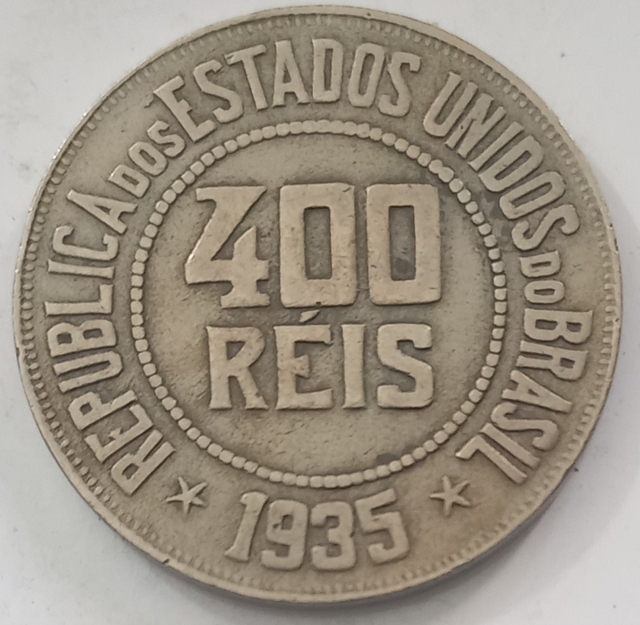 REPUBLICA DOS ESTADOS UNIDOS DO BRASIL
400
RÉIS
1935